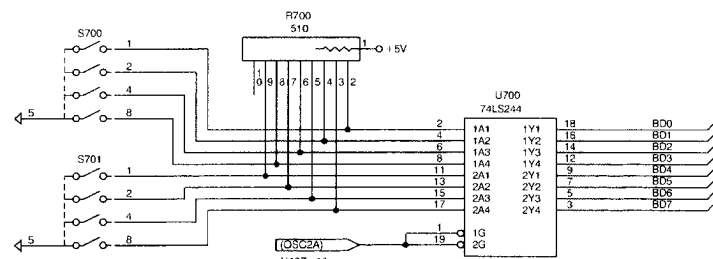 R700
510
S700
1
1
+5V
2
4
8
5
1
0
9
8
7
6
5
4
3
2
U700
74LS244
2
1A1
1Y1
18
BD0
4
1A2
1Y2
16
BD1
6
1A3
1Y3
14
BD2
8
1A4
1Y4
12
BD3
S701
1
11
2A1
2Y1
9
BD4
2
13
2A2
2Y2
7
BD5
4
15
2A3
2Y3
5
BD6
8
17
2A4
2Y4
3
BD7
5
(OSC2A)
1
1G
19
2G